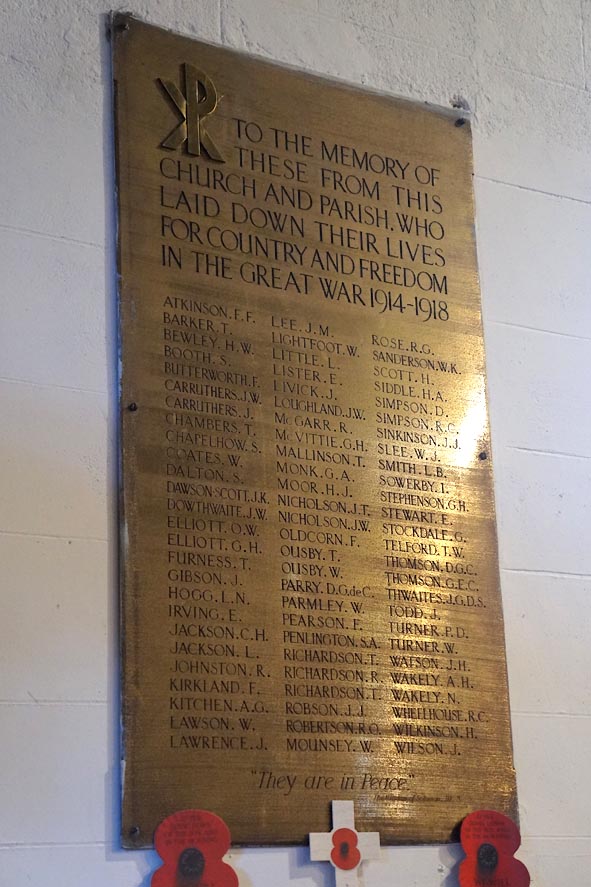 TO THE MEMORY OF
THESE FROM THIS
CHURCH AND PARISH, WHO
LAID DOWN THEIR LIVES
FOR COUNTRY AND FREEDOM
IN THE GREAT WAR 1914-1918
ATKINSON. F. F.
BARKER. T.
BEWLEY. H. W.
BOOTH. S.
BUTTERWORTH. F.
CARRUTHERS. J.W.
CARRUTHERS. J.
CHAMBERS. T.
CHAPELHOW. S.
COATES. W.
DALTON. S.
DAWSON-SCOTT. J.K.
DOWTHWAITE. J.W.
ELLIOTT. O.W.
ELLIOTT. G.H.
FURNESS. T.
GIBSON. J.
HOGG. L.N.
IRVING. E.
JACKSON. C.H.
JACKSON. L.
JOHNSTON. R.
KIRKLAND. F.
KITCHEN. A.G.
LAWSON. W.
LAWRENCE. J.
LEE. J. M.
LIGHTFOOT. W.
LITTLE. L.
LISTER. E.
LIVICK. J.
LOUGHLAND. J.W.
McGARR. R.
McVITTIE. G.H.
MALLINSON. T.
MONK. G. A.
MOOR. H. J.
NICHOLSON. J.T.
NICHOLSON. J.W.
OLDCORN. F.
OUSBY. T.
OUSBY. W.
PARRY. D.G.deC.
PARMLEY. W.
PEARSON. F.
PENLINGTON. S.A.
RICHARDSON. T.
RICHARDSON. R.
RICHARDSON. T.
ROBSON. J. J.
ROBERTSON. R.O.
MOUNSEY. W.
ROSE. R.G.
SANDERSON. W.K.
SCOTT. H.
SIDDLE. H.A.
SIMPSON. D.
SIMPSON. R.C.
SINKINSON. J.J.
SLEE. W. J.
SMITH. L.B.
SOWERBY. I.
STEPHENSON. G.H.
STEWART. E.
STOCKDALE. G.
TELFORD. T.W.
THOMSON. D.G.C.
THOMSON. G.E.C.
THWAITES. J.G.D.S.
TODD. J.
TURNER. P.D.
TURNER. W.
WATSON. J.H.
WAKELY. A.H.
WAKELY. N.
WHEELHOUSE. R.C.
WILKINSON. H.
WILSON. J.
"They are in Peace."